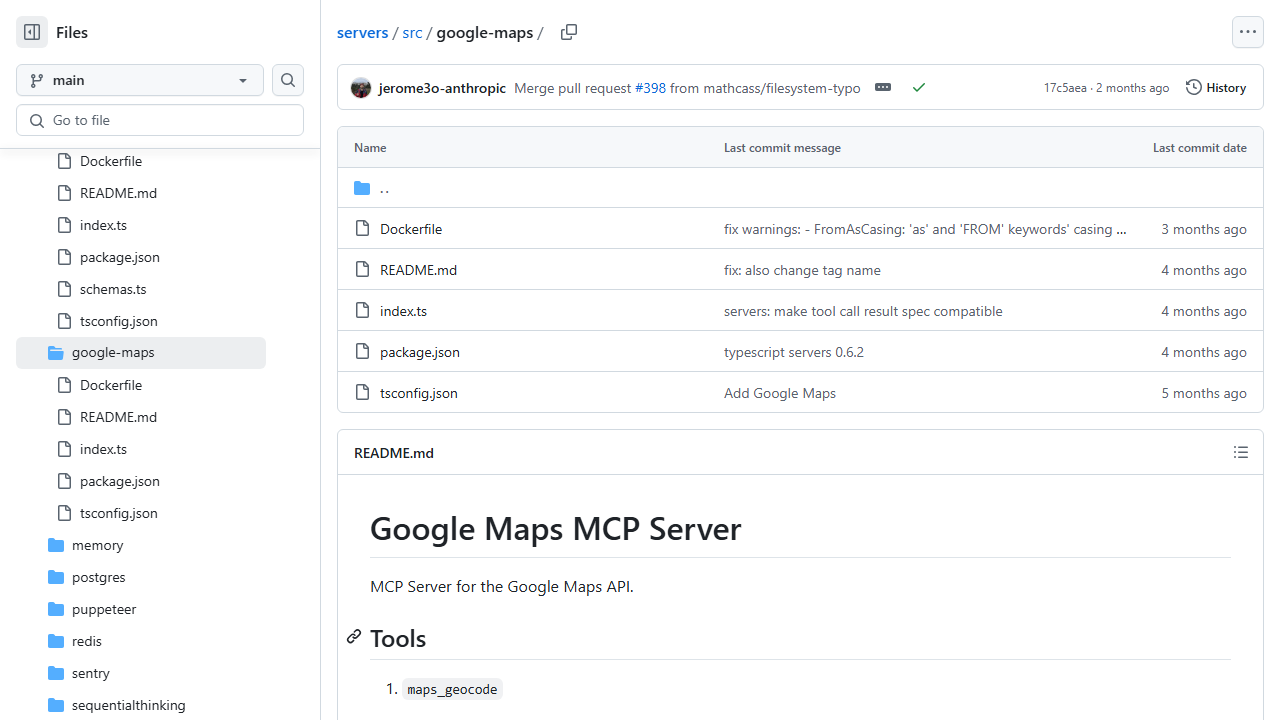 Files
main
Go to file
Dockerfile
README.md
index.ts
package.json
schemas.ts
tsconfig.json
google-maps
Dockerfile
README.md
index.ts
package.json
tsconfig.json
memory
postgres
puppeteer
redis
sentry
sequentialthinking
servers / src / google-maps /
jerome3o-anthropic Merge pull request #398 from mathcass/filesystem-typo 17c5aea · 2 months ago History
Name Last commit message Last commit date
..
Dockerfile fix warnings: - FromAsCasing: 'as' and 'FROM' keywords' casing ... 3 months ago
README.md fix: also change tag name 4 months ago
index.ts servers: make tool call result spec compatible 4 months ago
package.json typescript servers 0.6.2 4 months ago
tsconfig.json Add Google Maps 5 months ago
README.md
Google Maps MCP Server
MCP Server for the Google Maps API.
Tools
1. maps_geocode